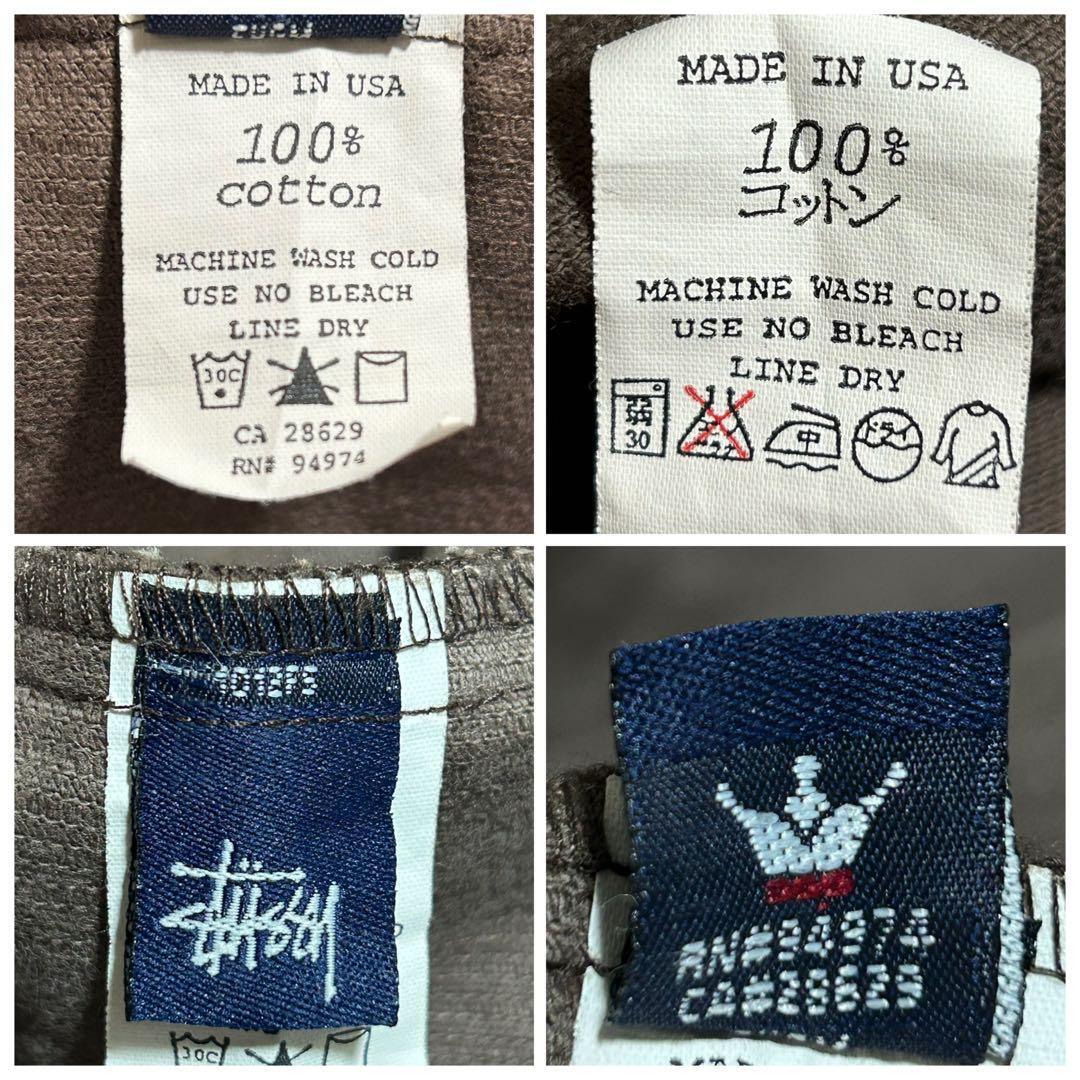 MADE IN USA
100%
cotton
MACHINE WASH COLD
USE NO BLEACH
LINE DRY
30C
CA 28629
RN# 94974
MADE IN USA
100%
コットン
MACHINE WASH COLD
USE NO BLEACH
LINE DRY
弱
30
中
ドライ
Stüssy
30C
RN#94974
CA#28629